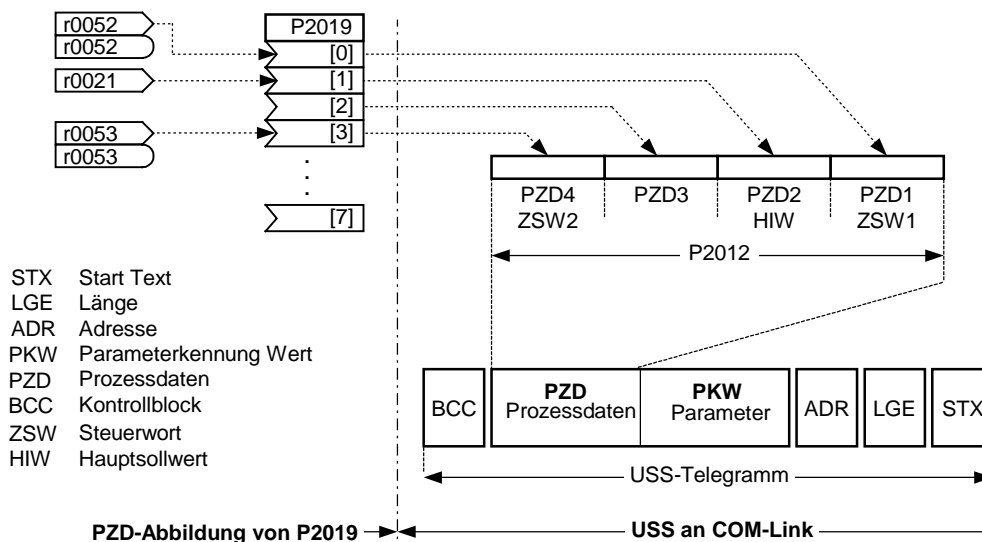 r0052
r0052
r0021
r0053
r0053
P2019
[0]
[1]
[2]
[3]
[7]
PZD4 PZD3 PZD2 PZD1
ZSW2 HIW ZSW1
P2012
STX Start Text
LGE Länge
ADR Adresse
PKW Parameterkennung Wert
PZD Prozessdaten
BCC Kontrollblock
ZSW Steuerwort
HIW Hauptsollwert
BCC
PZD
Prozessdaten
PKW
Parameter
ADR
LGE
STX
USS-Telegramm
PZD-Abbildung von P2019
USS an COM-Link